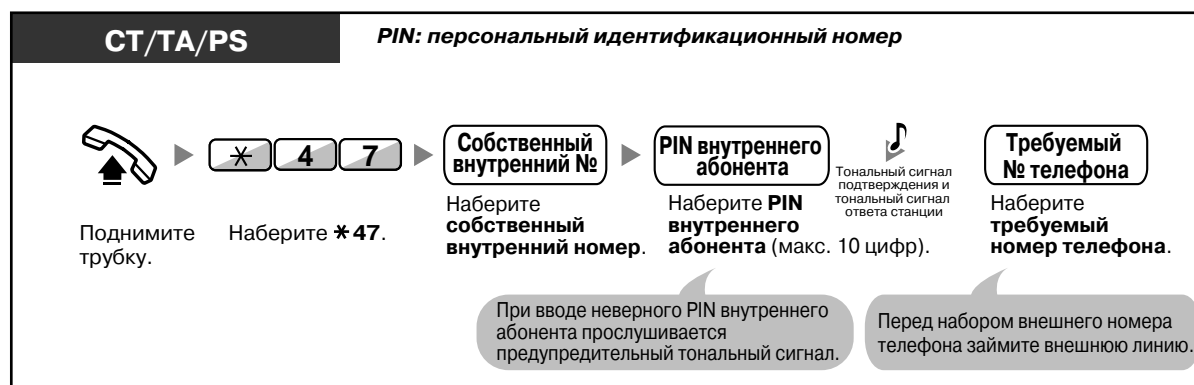 CT/TA/PS
PIN: персональный идентификационный номер
* 4 7
Собственный
внутренний №
PIN внутреннего
абонента
Тональный сигнал
подтверждения и
тональный сигнал
ответа станции
Требуемый
№ телефона
Поднимите
трубку.
Наберите *47.
Наберите
собственный
внутренний номер.
Наберите PIN
внутреннего
абонента (макс. 10 цифр).
Наберите
требуемый
номер телефона.
При вводе неверного PIN внутреннего
абонента прослушивается
предупредительный тональный сигнал.
Перед набором внешнего номера
телефона займите внешнюю линию.